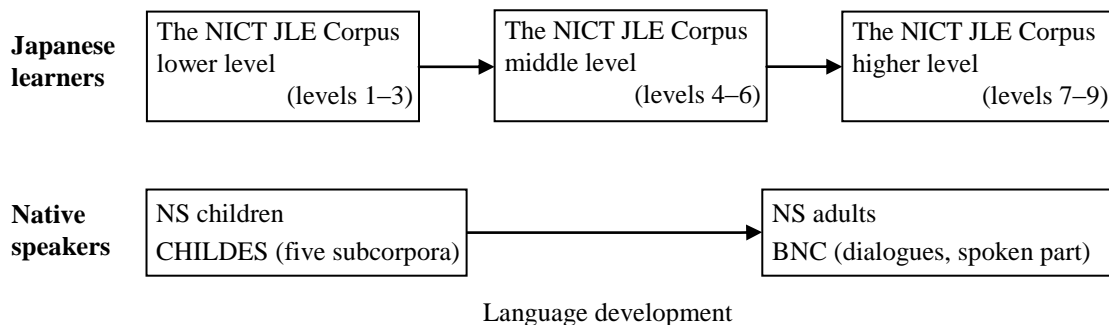 Japanese
learners
The NICT JLE Corpus
lower level
(levels 1–3)
The NICT JLE Corpus
middle level
(levels 4–6)
The NICT JLE Corpus
higher level
(levels 7–9)
Native
speakers
NS children
CHILDES (five subcorpora)
NS adults
BNC (dialogues, spoken part)
Language development